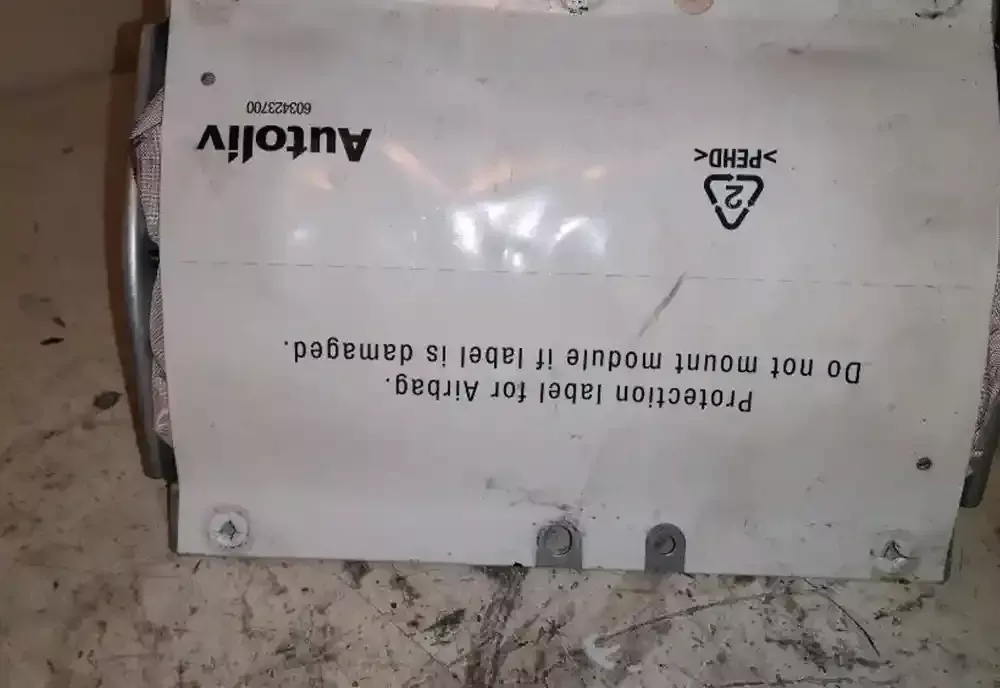 Protection label for Airbag.
Do not mount module if label is damaged.
2
>PEHD<
Autoliv
603423700